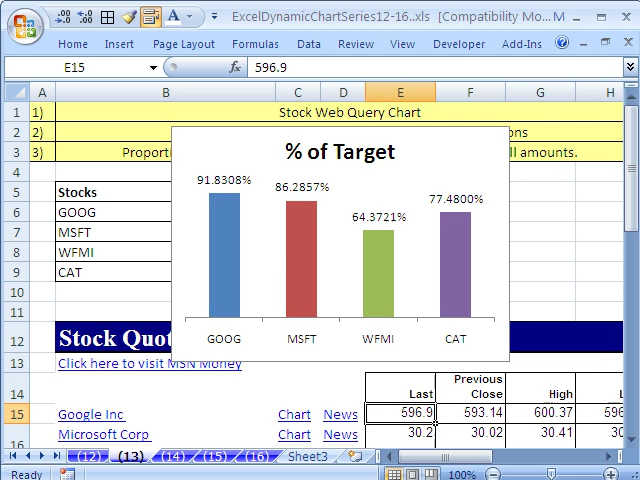 ExcelDynamicChartSeries12-16..xls [Compatibility Mo... M
Home Insert Page Layout Formulas Data Review View Developer Add-Ins
E15 fx 596.9
A B C D E F G H
1 1) Stock Web Query Chart
2 2) ons
3 3) Proporti ll amounts.
4
5 Stocks
6 GOOG
7 MSFT
8 WFMI
9 CAT
10
11
% of Target
91.8308% 86.2857% 64.3721% 77.4800%
GOOG MSFT WFMI CAT
12 Stock Quot
13 Click here to visit MSN Money
14 Last Previous Close High L
15 Google Inc Chart News 596.9 593.14 600.37 596
16 Microsoft Corp Chart News 30.2 30.02 30.41 30
(12) (13) (14) (15) (16) Sheet3
Ready 100%